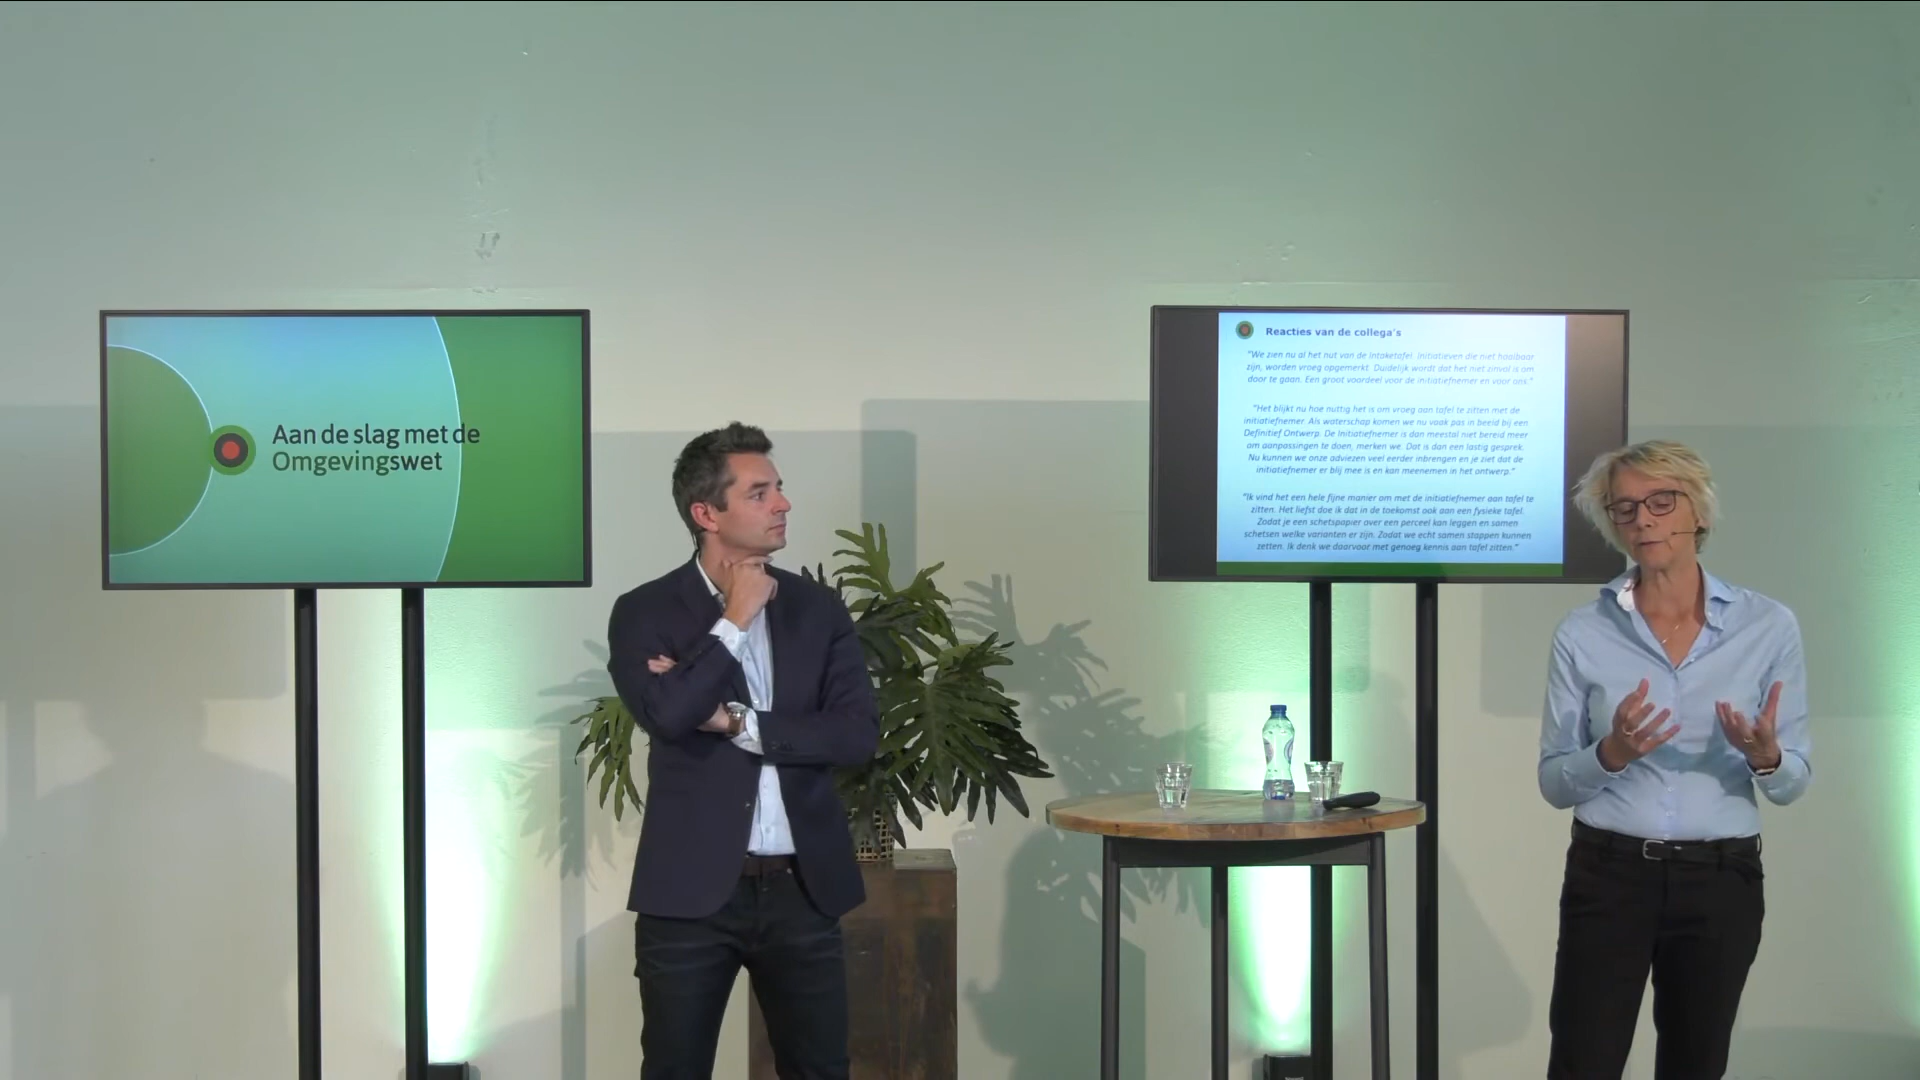 Aan de slag met de
Omgevingswet
Reacties van de collega's
"We zien nu al het nut van de Intaketafel. Initiatieven die niet haalbaar
zijn, worden vroeg opgemerkt. Duidelijk wordt dat het niet zinvol is om
door te gaan. Een groot voordeel voor de initiatiefnemer en voor ons."
"Het blijkt nu hoe nuttig het is om vroeg aan tafel te zitten met de
initiatiefnemer. Als waterschap komen we nu vaak pas in beeld bij een
Definitief Ontwerp. De Initiatiefnemer is dan meestal niet bereid meer
om aanpassingen te doen, merken we. Dat is dan een lastig gesprek.
Nu kunnen we onze adviezen veel eerder inbrengen en je ziet dat de
initiatiefnemer er blij mee is en kan meenemen in het ontwerp."
"Ik vind het een hele fijne manier om met de initiatiefnemer aan tafel te
zitten. Het liefst doe ik dat in de toekomst ook aan een fysieke tafel.
Zodat je een schetspapier over een perceel kan leggen en samen
schetsen welke varianten er zijn. Zodat we echt samen stappen kunnen
zetten. Ik denk we daarvoor met genoeg kennis aan tafel zitten."